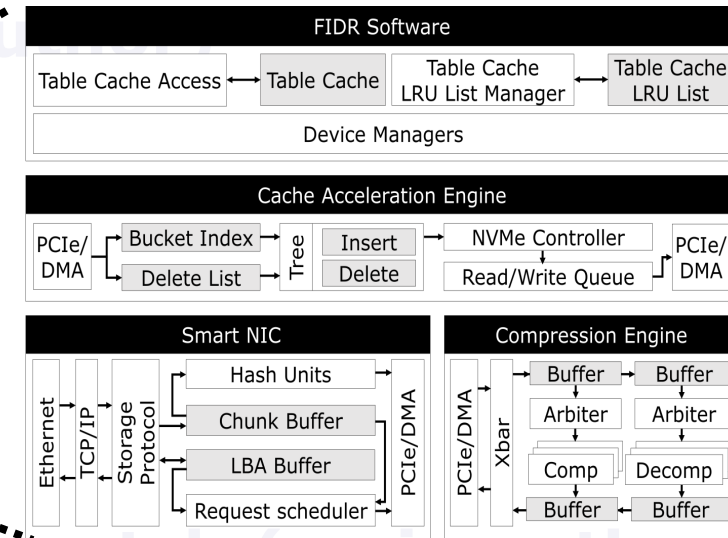 FIDR Software
Table Cache Access
Table Cache
Table Cache
LRU List Manager
Table Cache
LRU List
Device Managers
Cache Acceleration Engine
PCIe/
DMA
Bucket Index
Delete List
Tree
Insert
Delete
NVMe Controller
Read/Write Queue
PCIe/
DMA
Smart NIC
Ethernet
TCP/IP
Storage
Protocol
Hash Units
Chunk Buffer
LBA Buffer
Request scheduler
PCIe/DMA
Compression Engine
PCIe/DMA
Xbar
Buffer
Buffer
Arbiter
Arbiter
Comp
Decomp
Buffer
Buffer